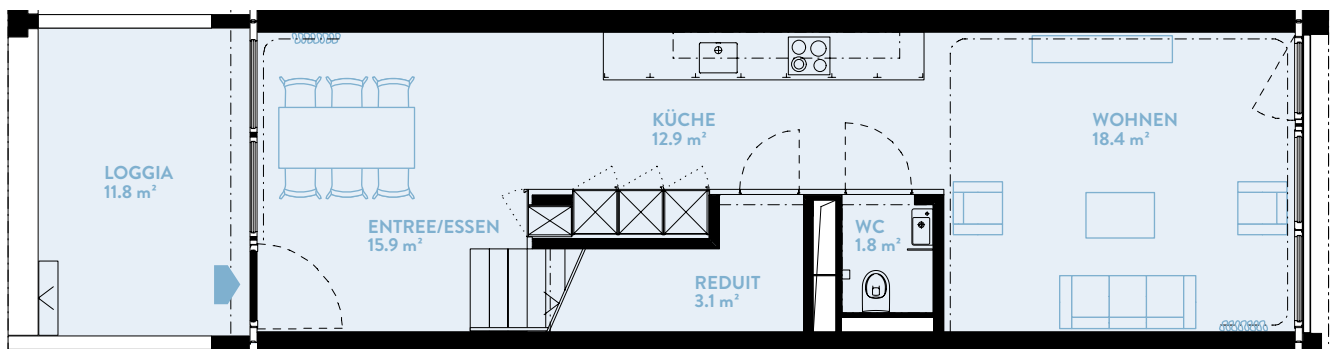 LOGGIA
11.8 m²
ENTREE/ESSEN
15.9 m²
KÜCHE
12.9 m²
REDUIT
3.1 m²
WC
1.8 m²
WOHNEN
18.4 m²